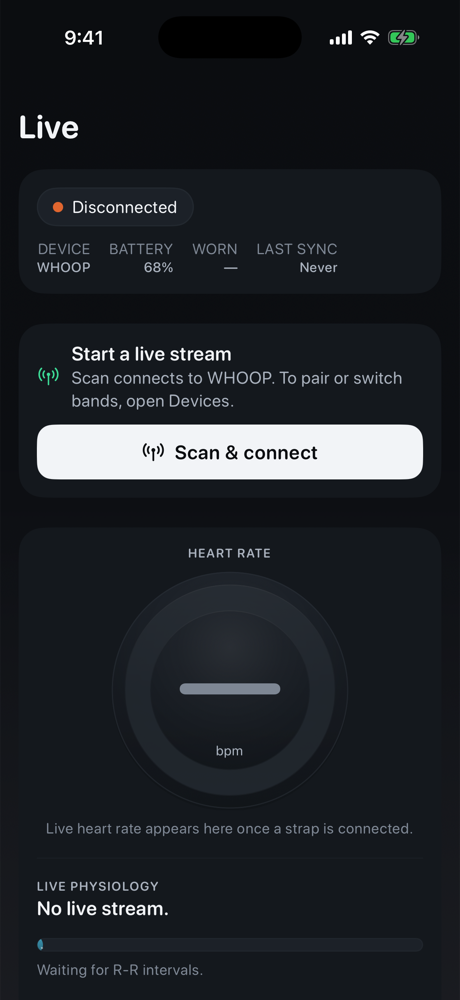 9:41
Live
Disconnected
DEVICE BATTERY WORN LAST SYNC
WHOOP 68% — Never
Start a live stream
Scan connects to WHOOP. To pair or switch
bands, open Devices.
Scan & connect
HEART RATE
—
bpm
Live heart rate appears here once a strap is connected.
LIVE PHYSIOLOGY
No live stream.
Waiting for R-R intervals.